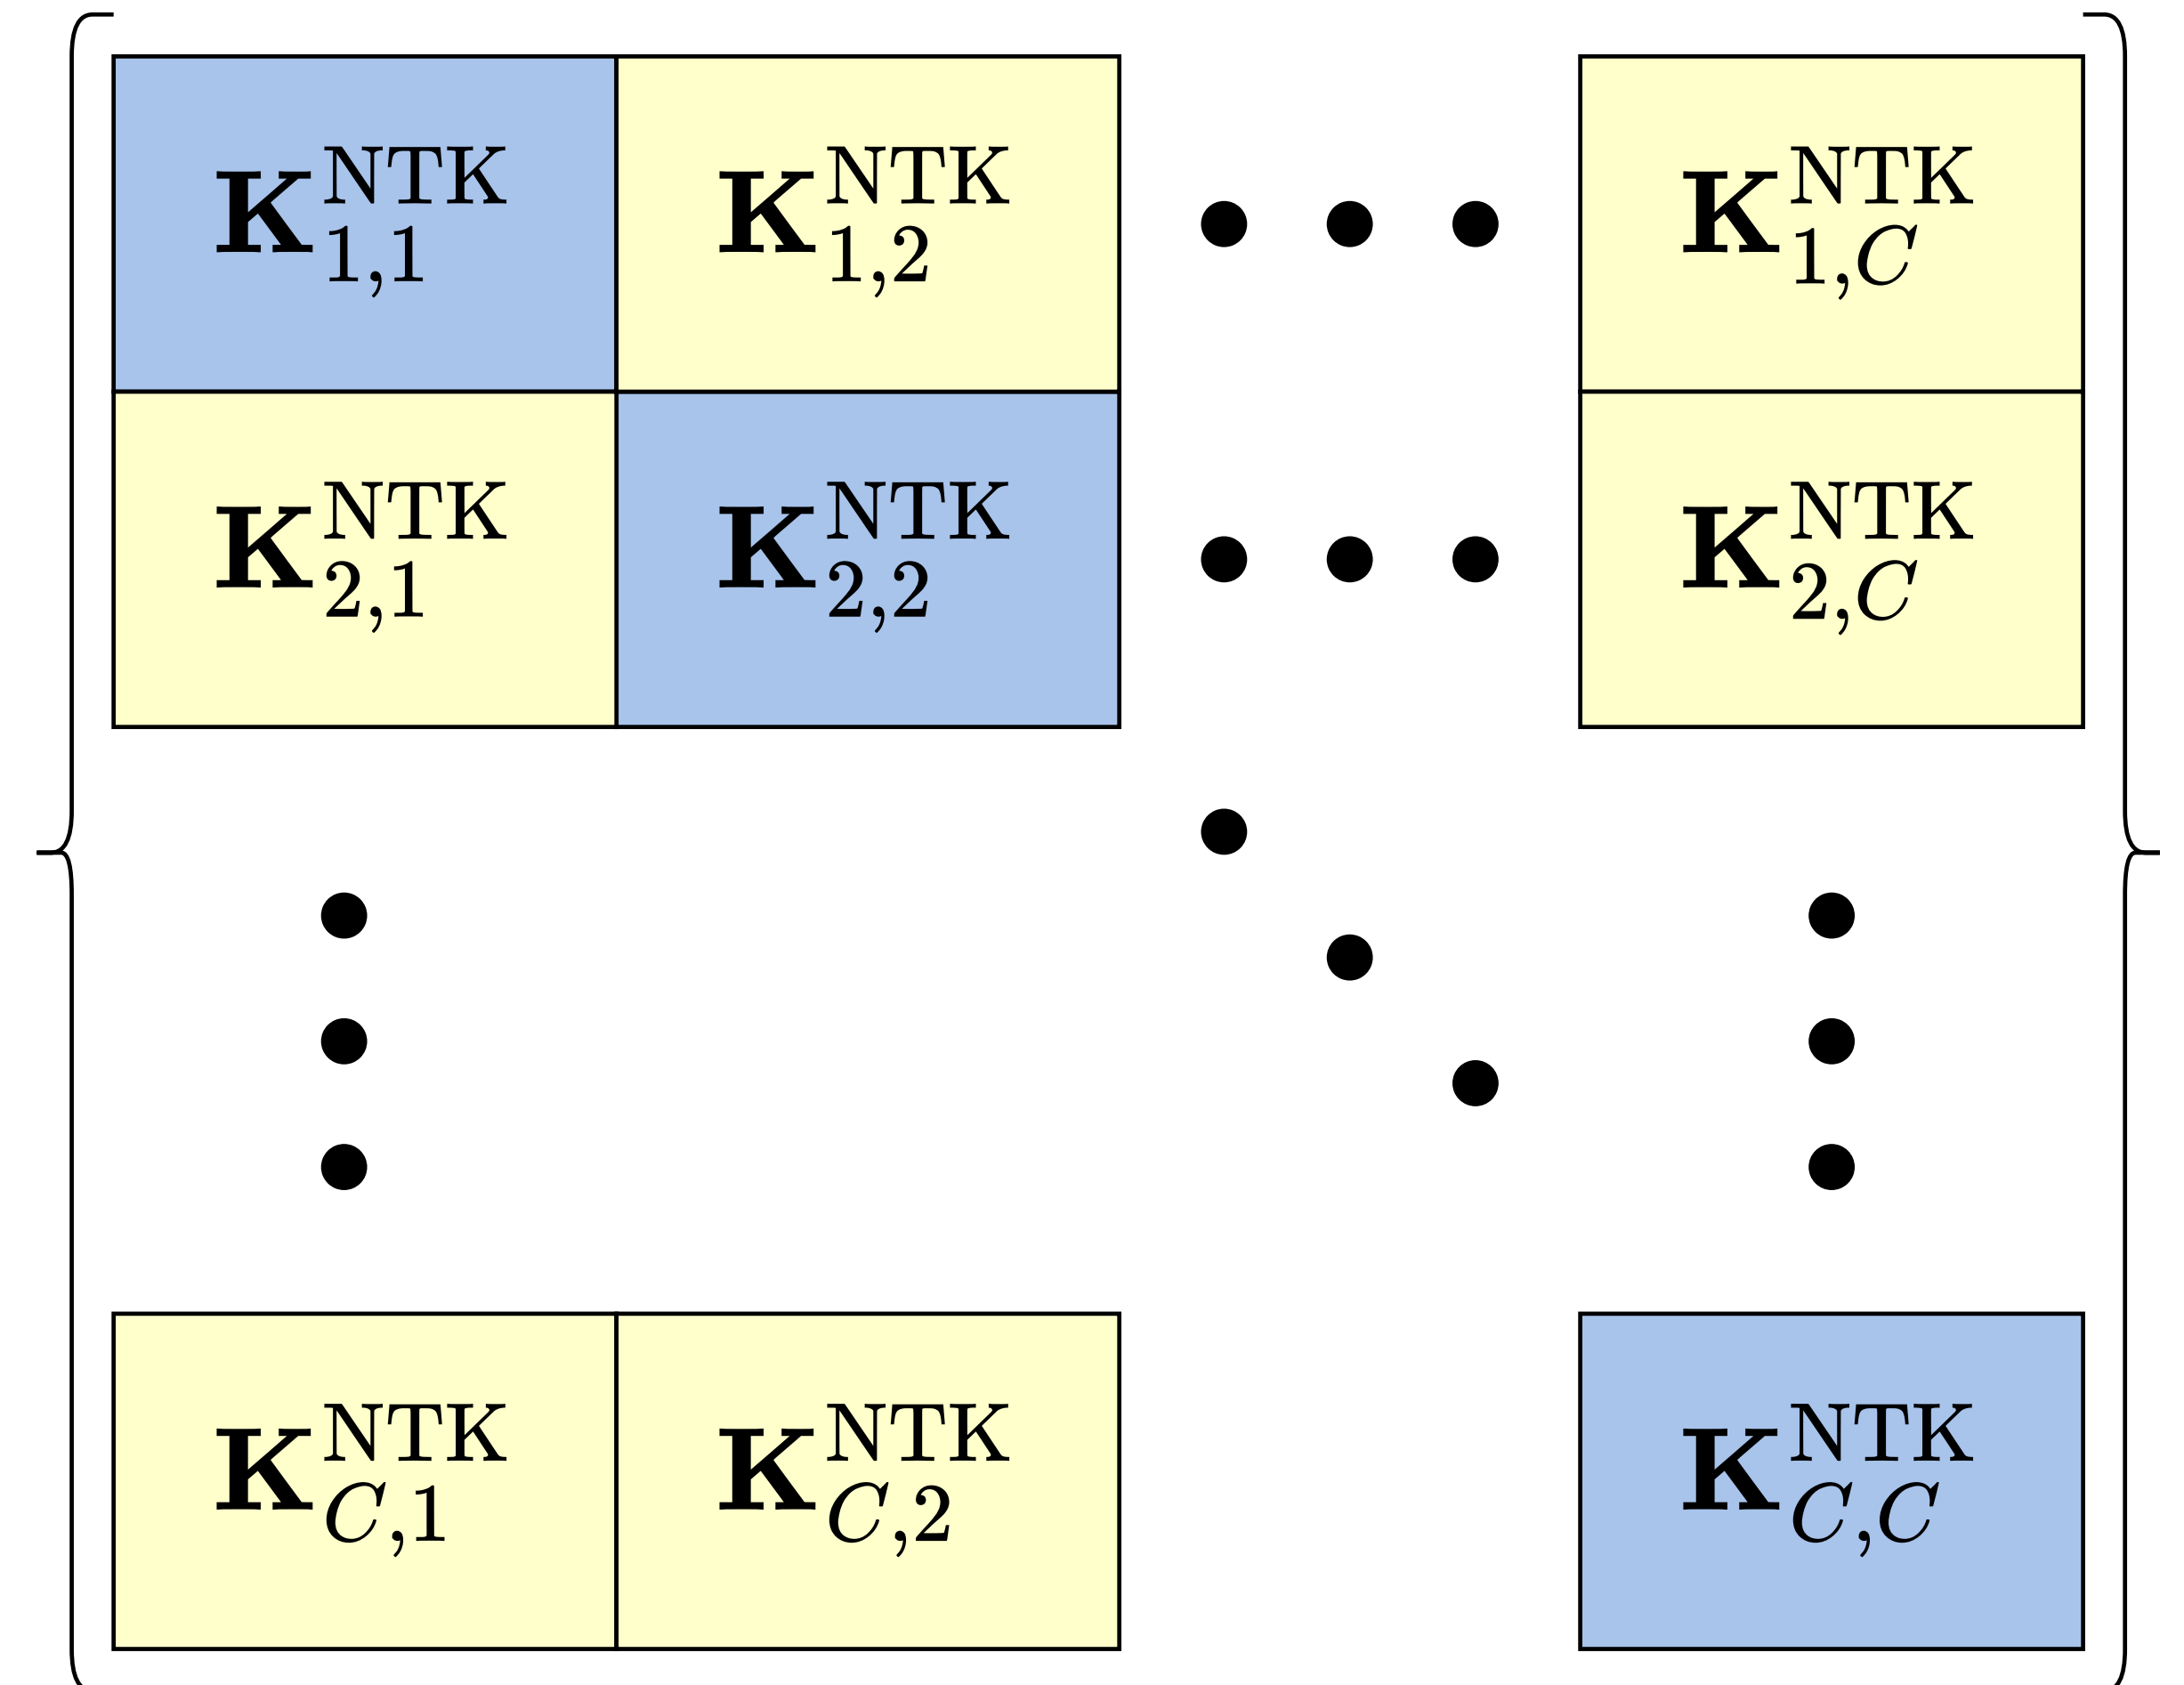 𝐊^NTK_1,1 𝐊^NTK_1,2 • • • 𝐊^NTK_1,C
𝐊^NTK_2,1 𝐊^NTK_2,2 • • • 𝐊^NTK_2,C
𝐊^NTK_C,1 𝐊^NTK_C,2 𝐊^NTK_C,C